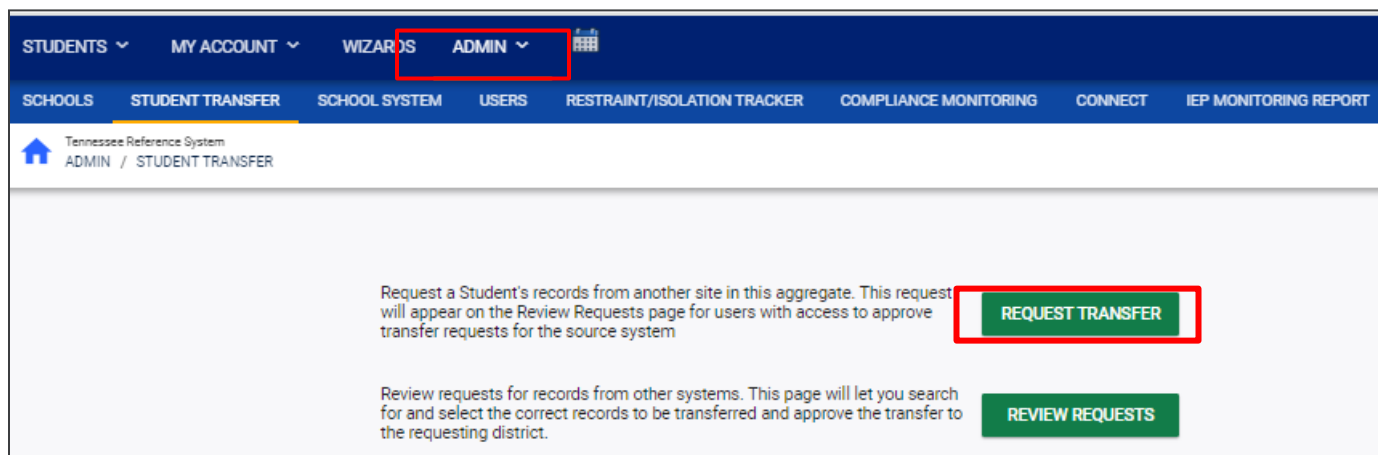 STUDENTS MY ACCOUNT WIZARDS ADMIN
SCHOOLS STUDENT TRANSFER SCHOOL SYSTEM USERS RESTRAINT/ISOLATION TRACKER COMPLIANCE MONITORING CONNECT IEP MONITORING REPORT
Tennessee Reference System
ADMIN / STUDENT TRANSFER
Request a Student's records from another site in this aggregate. This request
will appear on the Review Requests page for users with access to approve
transfer requests for the source system
REQUEST TRANSFER
Review requests for records from other systems. This page will let you search
for and select the correct records to be transferred and approve the transfer to
the requesting district.
REVIEW REQUESTS